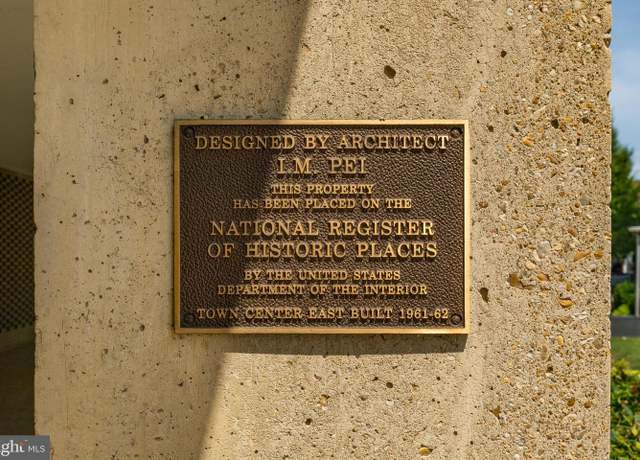 DESIGNED BY ARCHITECT
I.M. PEI
THIS PROPERTY
HAS BEEN PLACED ON THE
NATIONAL REGISTER
OF HISTORIC PLACES
BY THE UNITED STATES
DEPARTMENT OF THE INTERIOR
TOWN CENTER EAST BUILT 1961-62
ght MLS